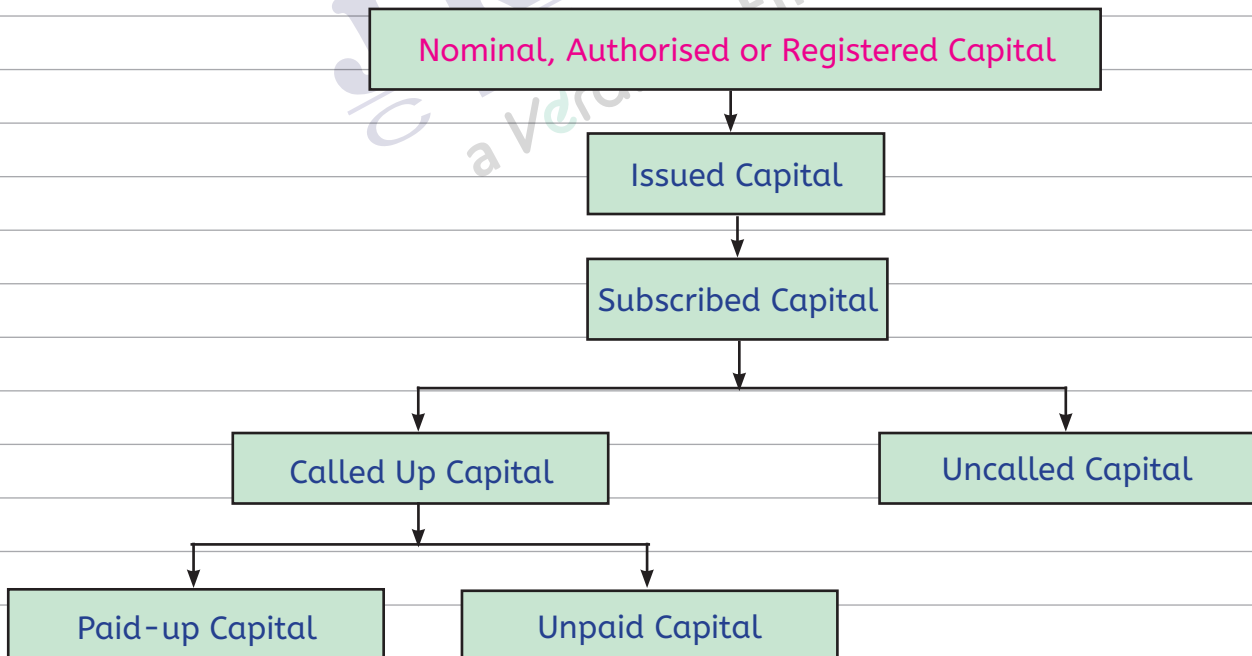 Nominal, Authorised or Registered Capital
Issued Capital
Subscribed Capital
Called Up Capital
Uncalled Capital
Paid-up Capital
Unpaid Capital